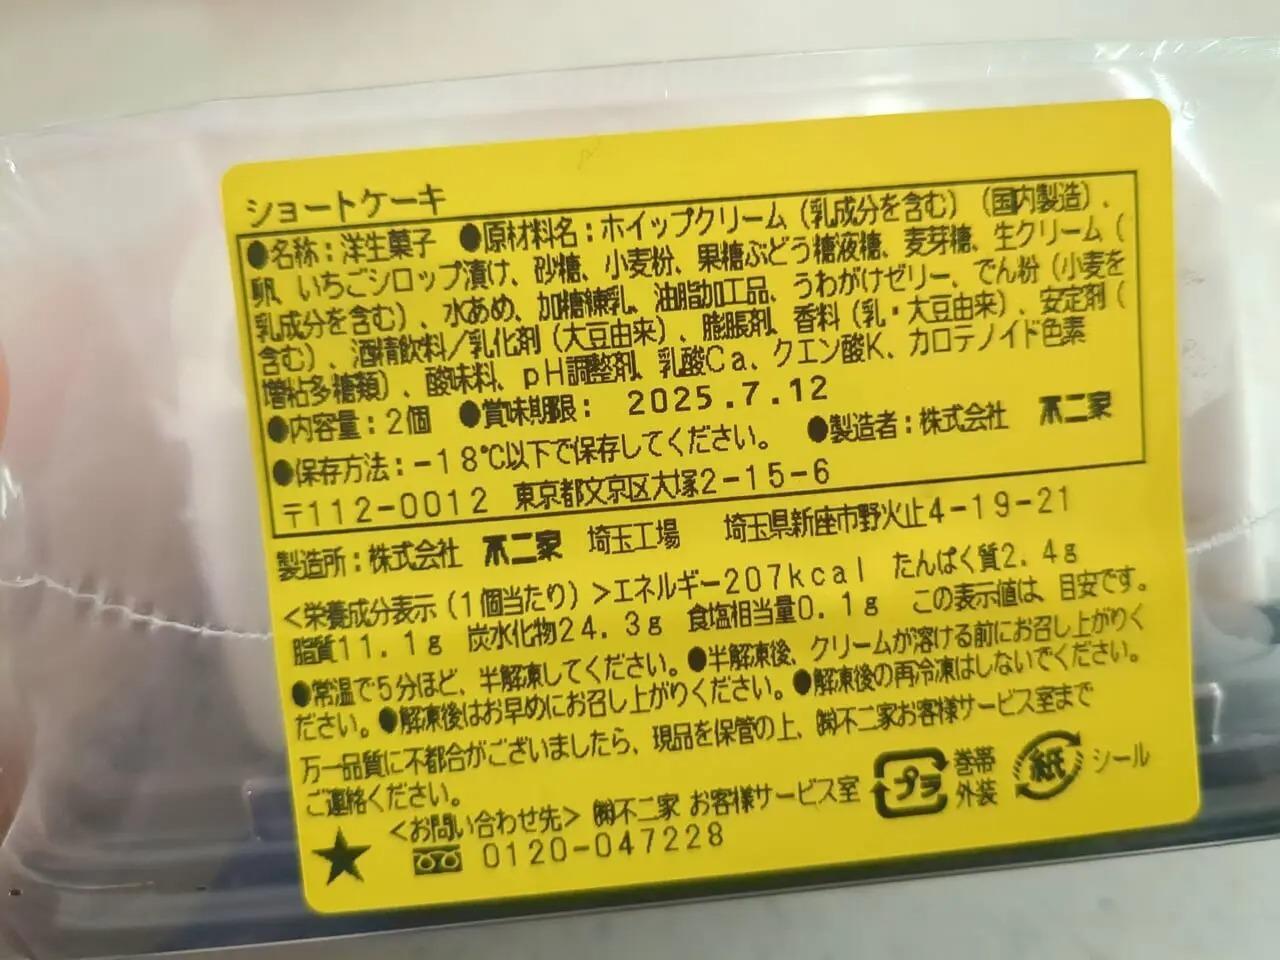 ショートケーキ
●名称：洋生菓子　●原材料名：ホイップクリーム（乳成分を含む）（国内製造）、
卵、いちごシロップ漬け、砂糖、小麦粉、果糖ぶどう糖液糖、麦芽糖、生クリーム（
乳成分を含む）、水あめ、加糖練乳、油脂加工品、うわがけゼリー、でん粉（小麦を
含む）、酒精飲料／乳化剤（大豆由来）、膨脹剤、香料（乳・大豆由来）、安定剤（
増粘多糖類）、酸味料、pH調整剤、乳酸Ca、クエン酸K、カロテノイド色素
●内容量：2個　●賞味期限：2025.7.12
●保存方法：-18℃以下で保存してください。　●製造者：株式会社　不二家
〒112-0012　東京都文京区大塚2-15-6
製造所：株式会社　不二家　埼玉工場　埼玉県新座市野火止4-19-21
＜栄養成分表示（1個当たり）＞エネルギー207kcal　たんぱく質2.4g
脂質11.1g　炭水化物24.3g　食塩相当量0.1g　この表示値は、目安です。
●常温で5分ほど、半解凍してください。●半解凍後、クリームが溶ける前にお召し上がりく
ださい。●解凍後はお早めにお召し上がりください。●解凍後の再冷凍はしないでください。
万一品質に不都合がございましたら、現品を保管の上、㈱不二家お客様サービス室まで
ご連絡ください。
＜お問い合わせ先＞㈱不二家 お客様サービス室
0120-047228
プラ　巻帯
外装
紙　シール